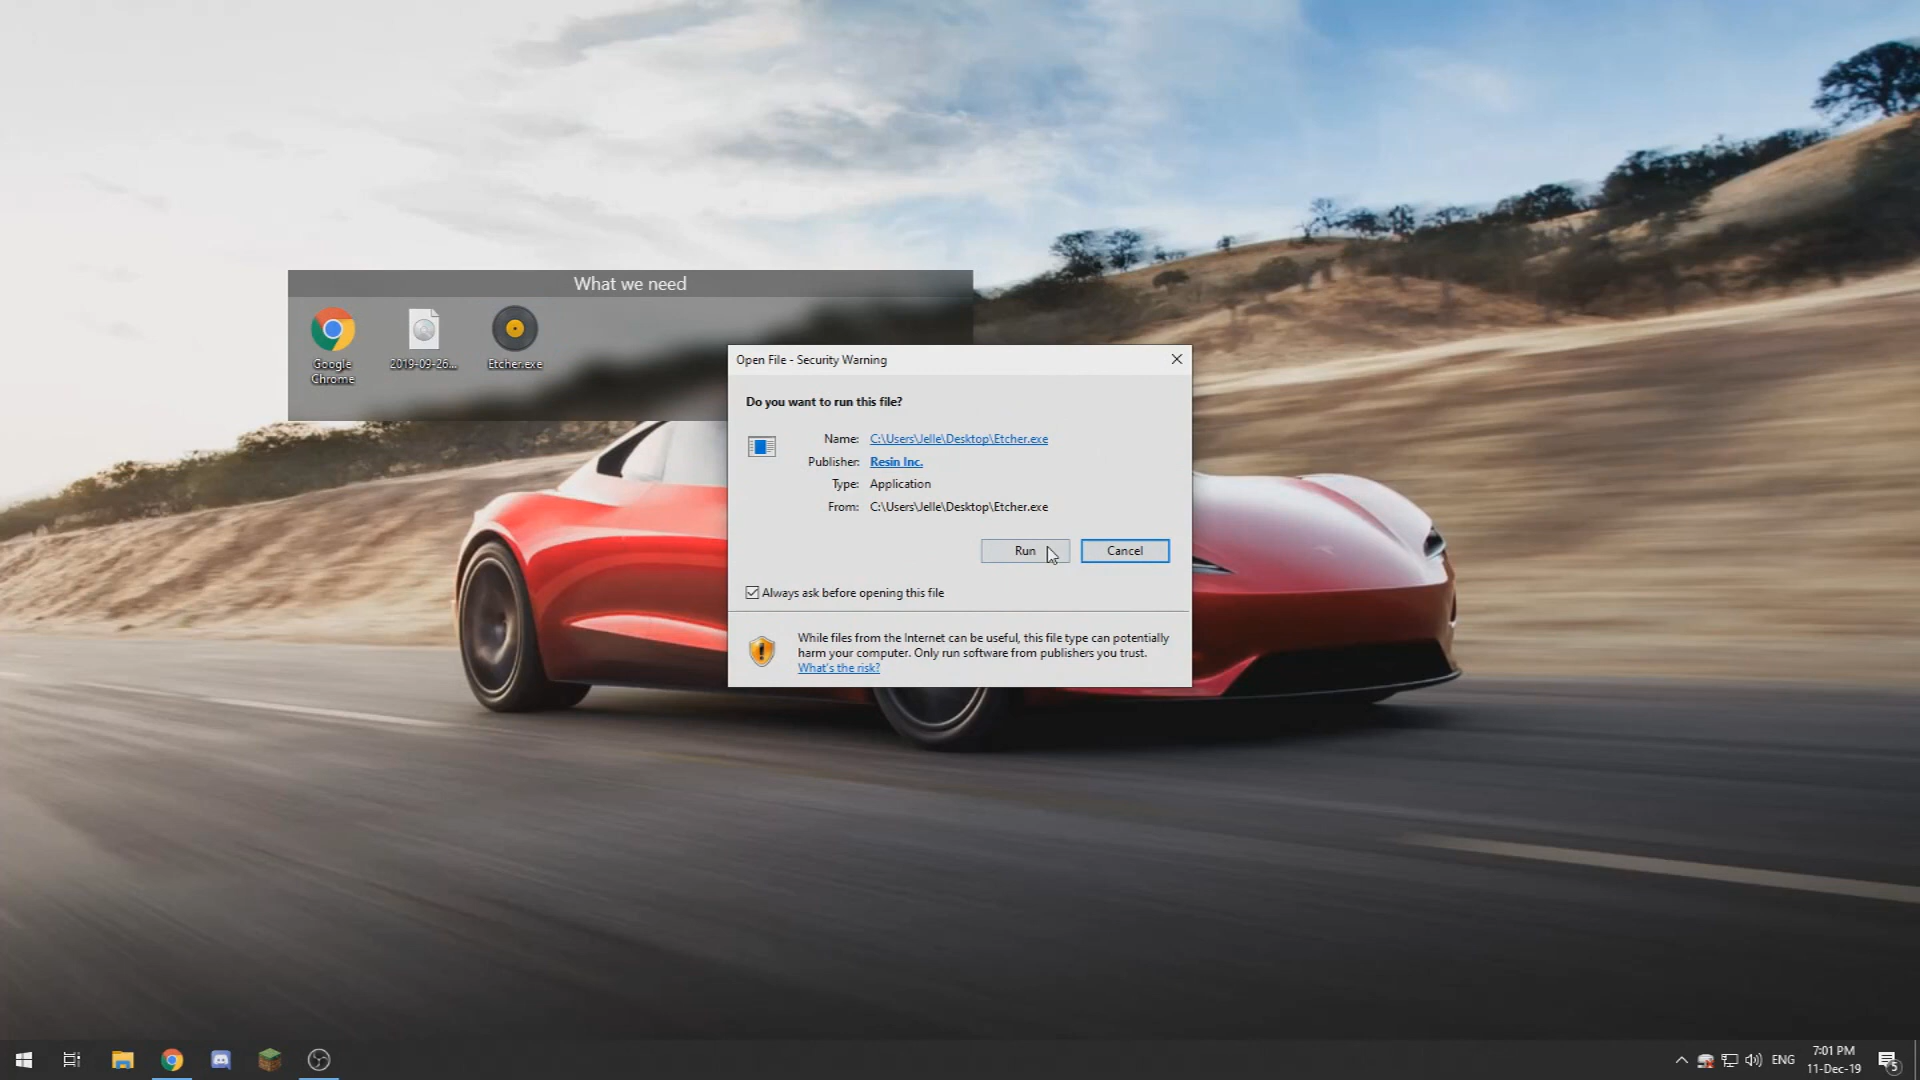 What we need
Google
Chrome
2019-09-26...
Etcher.exe
Open File - Security Warning
Do you want to run this file?
Name: C:\Users\Jelle\Desktop\Etcher.exe
Publisher: Resin Inc.
Type: Application
From: C:\Users\Jelle\Desktop\Etcher.exe
Run
Cancel
Always ask before opening this file
While files from the Internet can be useful, this file type can potentially
harm your computer. Only run software from publishers you trust.
What's the risk?
ENG
7:01 PM
11-Dec-19
5